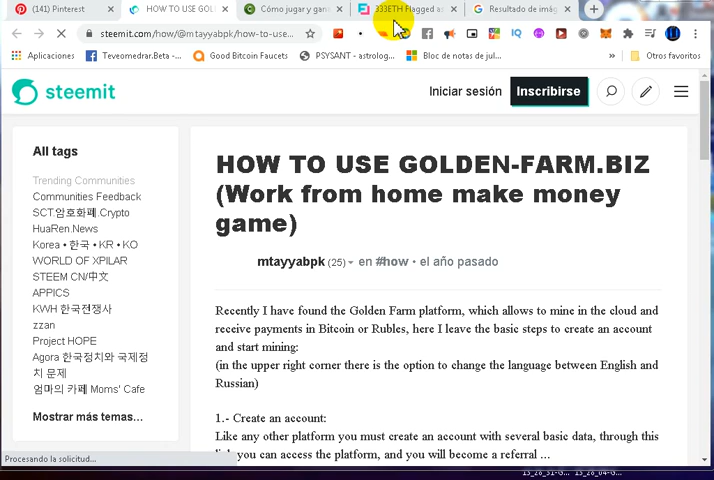 (141) Pinterest
HOW TO USE GOL
Cómo jugar y gan
333ETH Flagged as
Resultado de imág
steemit.com/how/@mtayyabpk/how-to-use...
Aplicaciones
Teveomedrar.Beta -...
Good Bitcoin Faucets
PSYSANT - astrolog...
Bloc de notas de jul...
Otros favoritos
steemit
Iniciar sesión
Inscribirse
All tags
Trending Communities
Communities Feedback
SCT.암호화폐.Crypto
HuaRen.News
Korea • 한국 • KR • KO
WORLD OF XPILAR
STEEM CN/中文
APPICS
KWH 한국전쟁사
zzan
Project HOPE
Agora 한국정치와 국제정
치 문제
엄마의 카페 Moms' Cafe
Mostrar más temas...
HOW TO USE GOLDEN-FARM.BIZ
(Work from home make money
game)
mtayyabpk (25) en #how • el año pasado
Recently I have found the Golden Farm platform, which allows to mine in the cloud and
receive payments in Bitcoin or Rubles, here I leave the basic steps to create an account
and start mining:
(in the upper right corner there is the option to change the language between English and
Russian)
1.- Create an account:
Like any other platform you must create an account with several basic data, through this
you can access the platform, and you will become a referral ...
Procesando la solicitud...